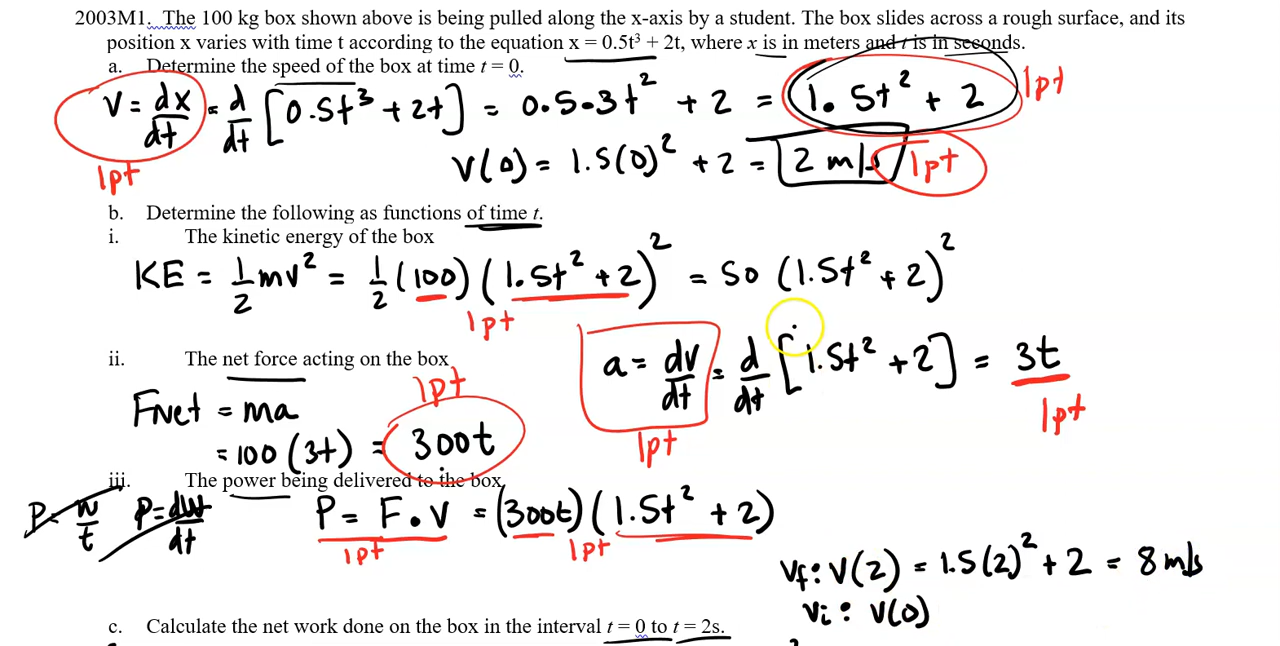 2003M1. The 100 kg box shown above is being pulled along the x-axis by a student. The box slides across a rough surface, and its
position x varies with time t according to the equation x = 0.5t³ + 2t, where x is in meters and t is in seconds.
a. Determine the speed of the box at time t = 0.
V = dx/dt = d/dt [0.5t³ + 2t] = 0.5·3t² + 2 = 1.5t² + 2 1pt
1pt V(0) = 1.5(0)² + 2 = 2 m/s 1pt
b. Determine the following as functions of time t.
i. The kinetic energy of the box
KE = 1/2 mv² = 1/2 (100) (1.5t² + 2)² = 50 (1.5t² + 2)²
1pt
ii. The net force acting on the box
a = dv/dt = d/dt [1.5t² + 2] = 3t
1pt 1pt
1pt
Fnet = ma
= 100 (3t) = 300t
iii. The power being delivered to the box
P = W/t P = dW/dt P = F·V = (300t)(1.5t² + 2)
1pt 1pt
Vf: V(2) = 1.5(2)² + 2 = 8 m/s
Vi: V(0)
c. Calculate the net work done on the box in the interval t = 0 to t = 2s.